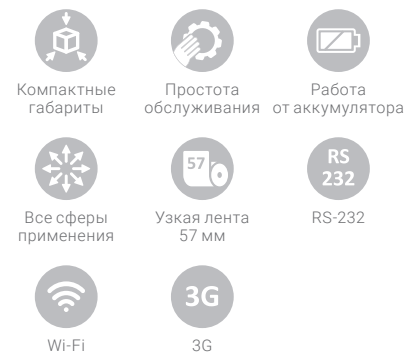 Компактные
габариты
Простота
обслуживания
Работа
от аккумулятора
Все сферы
применения
57
Узкая лента
57 мм
RS
232
RS-232
Wi-Fi
3G
3G